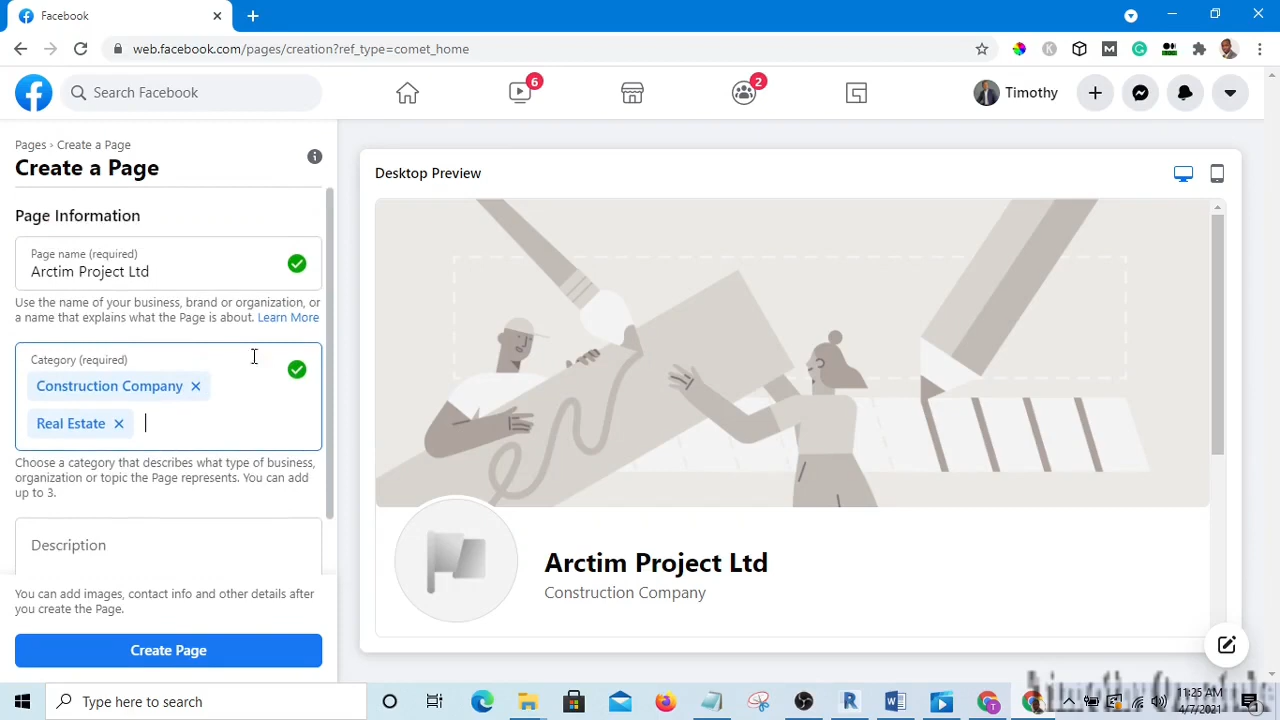 Facebook
web.facebook.com/pages/creation?ref_type=comet_home
Search Facebook
6
2
Timothy
Pages › Create a Page
Create a Page
Page Information
Page name (required)
Arctim Project Ltd
Use the name of your business, brand or organization, or
a name that explains what the Page is about. Learn More
Category (required)
Construction Company
Real Estate
Choose a category that describes what type of business,
organization or topic the Page represents. You can add
up to 3.
Description
You can add images, contact info and other details after
you create the Page.
Create Page
Desktop Preview
Arctim Project Ltd
Construction Company
Type here to search
11:25 AM
4/7/2021